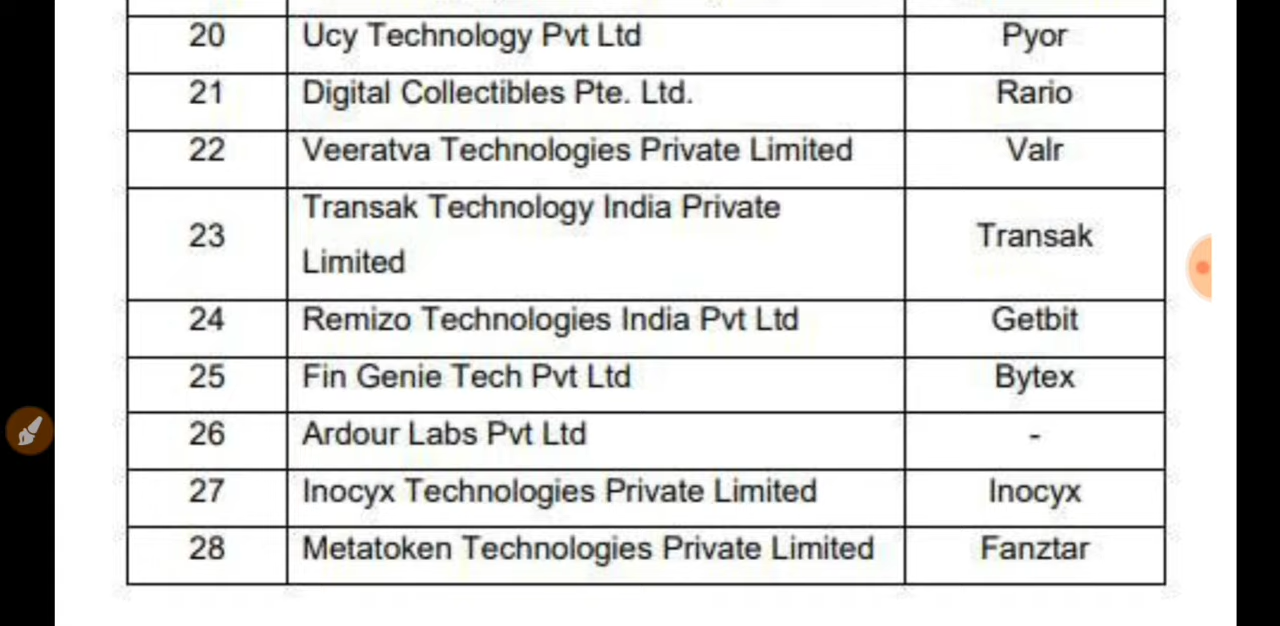 20 Ucy Technology Pvt Ltd Pyor
21 Digital Collectibles Pte. Ltd. Rario
22 Veeratva Technologies Private Limited Valr
Transak Technology India Private
23 Transak
Limited
24 Remizo Technologies India Pvt Ltd Getbit
25 Fin Genie Tech Pvt Ltd Bytex
26 Ardour Labs Pvt Ltd -
27 Inocyx Technologies Private Limited Inocyx
28 Metatoken Technologies Private Limited Fanztar